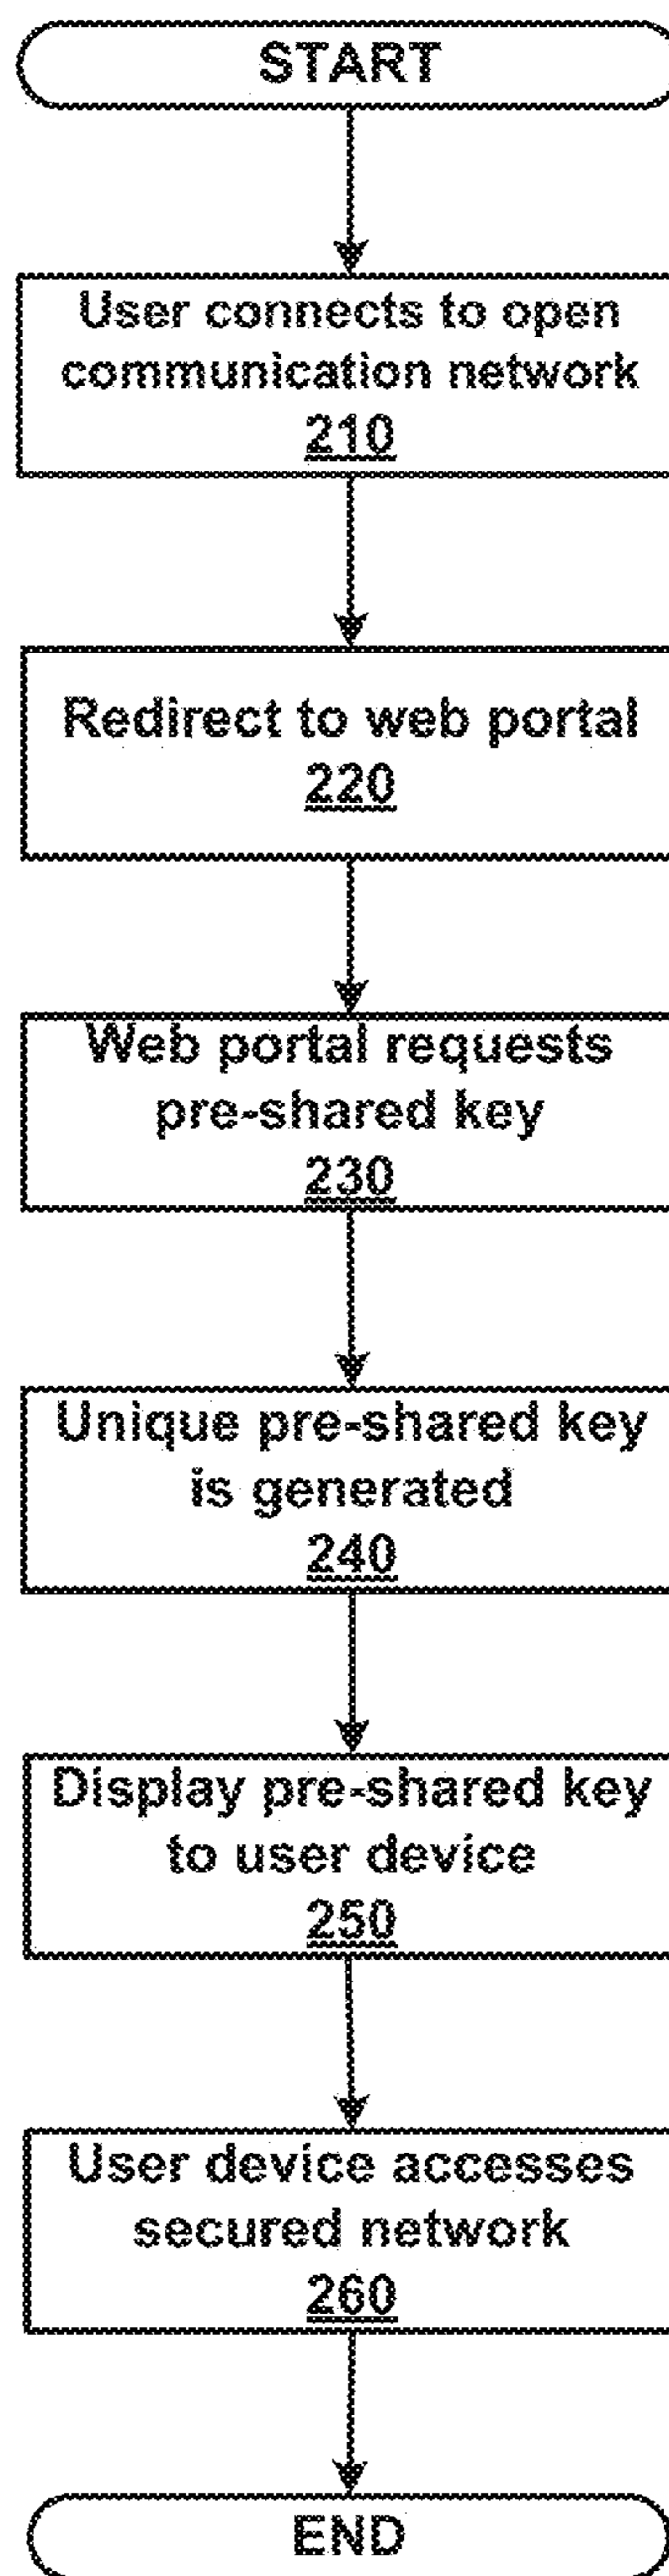 START
User connects to open
communication network
210
Redirect to web portal
220
Web portal requests
pre-shared key
230
Unique pre-shared key
is generated
240
Display pre-shared key
to user device
250
User device accesses
secured network
260
END